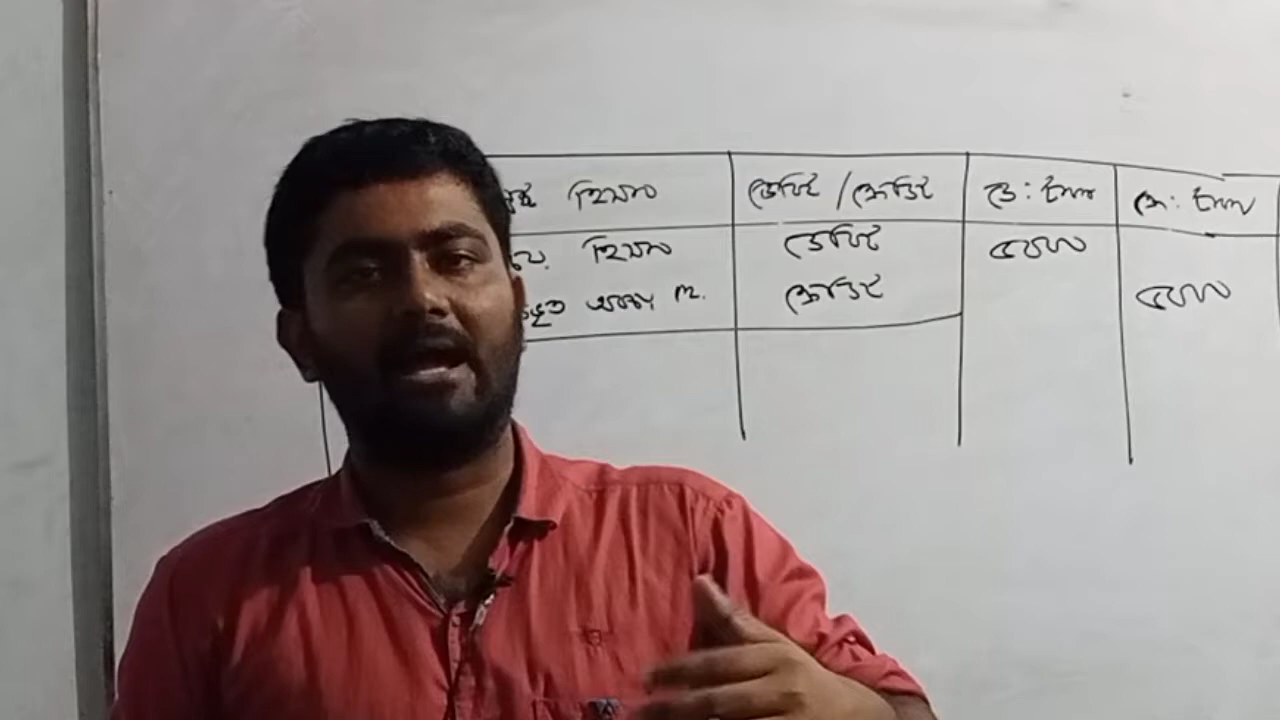 হিসাব ডেবিট / ক্রেডিট ডে: টাকা ক্রে: টাকা
হিসাব ডেবিট ৫০০০
ক্রেডিট ৫০০০